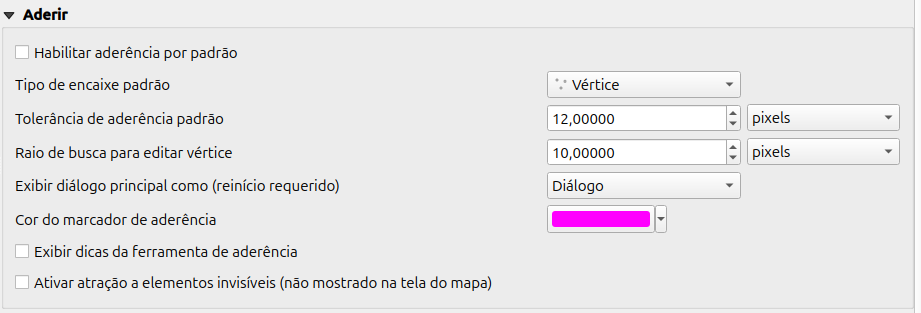 Aderir
Habilitar aderência por padrão
Tipo de encaixe padrão Vértice
Tolerância de aderência padrão 12,00000 pixels
Raio de busca para editar vértice 10,00000 pixels
Exibir diálogo principal como (reinício requerido) Diálogo
Cor do marcador de aderência
Exibir dicas da ferramenta de aderência
Ativar atração a elementos invisíveis (não mostrado na tela do mapa)